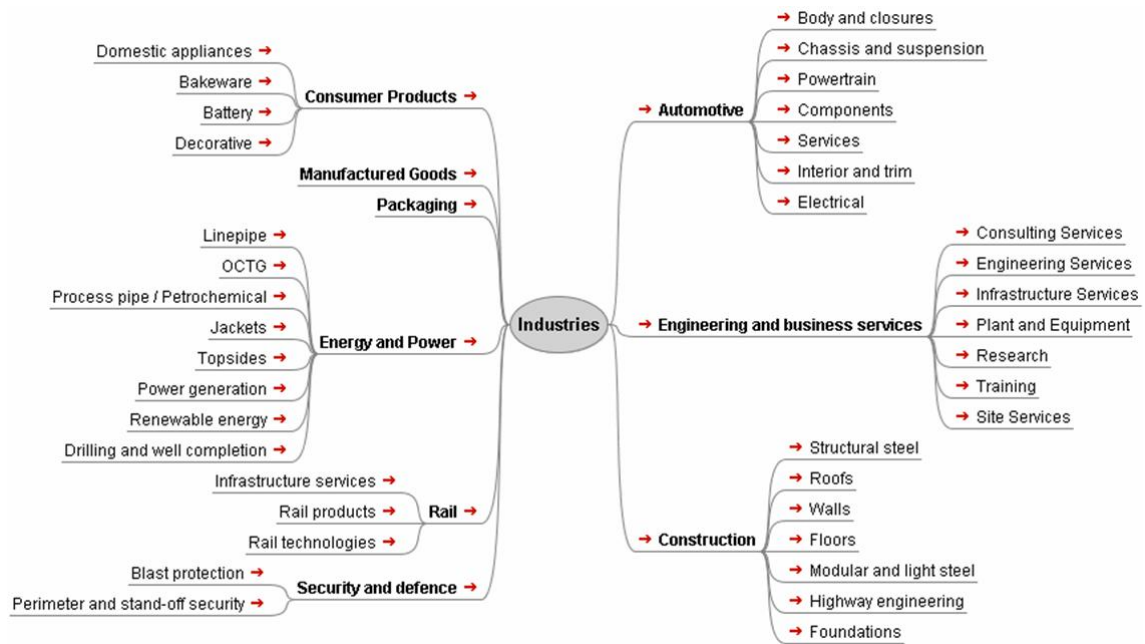 Industries
Consumer Products
Domestic appliances
Bakeware
Battery
Decorative
Manufactured Goods
Packaging
Energy and Power
Linepipe
OCTG
Process pipe / Petrochemical
Jackets
Topsides
Power generation
Renewable energy
Drilling and well completion
Rail
Infrastructure services
Rail products
Rail technologies
Security and defence
Blast protection
Perimeter and stand-off security
Automotive
Body and closures
Chassis and suspension
Powertrain
Components
Services
Interior and trim
Electrical
Engineering and business services
Consulting Services
Engineering Services
Infrastructure Services
Plant and Equipment
Research
Training
Site Services
Construction
Structural steel
Roofs
Walls
Floors
Modular and light steel
Highway engineering
Foundations